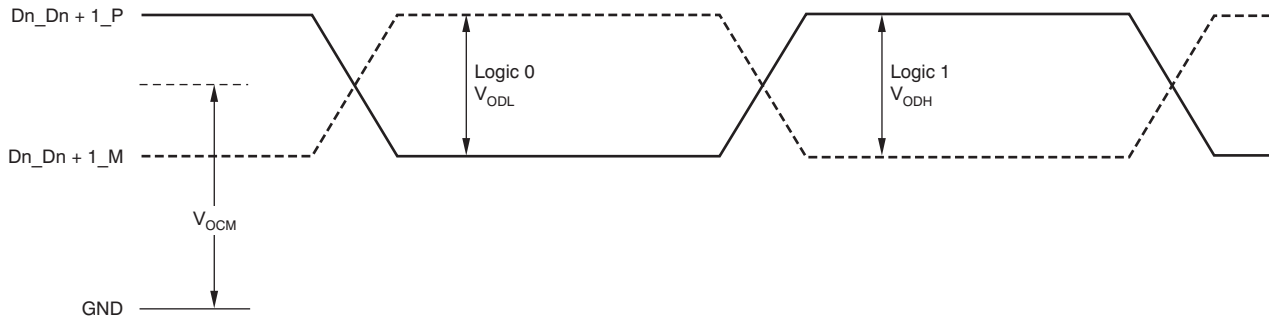 Dn_Dn + 1_P
Logic 0
V_ODL
Logic 1
V_ODH
Dn_Dn + 1_M
V_OCM
GND